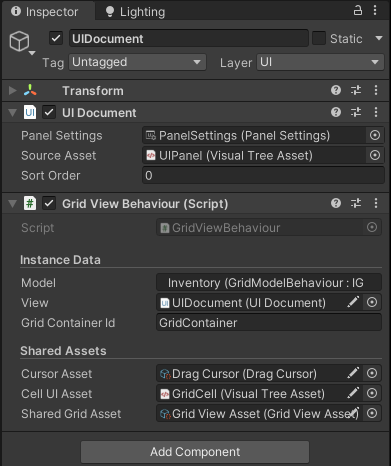 Inspector Lighting
UIDocument Static
Tag Untagged Layer UI
Transform
UI UI Document
Panel Settings PanelSettings (Panel Settings)
Source Asset UIPanel (Visual Tree Asset)
Sort Order 0
# Grid View Behaviour (Script)
Script # GridViewBehaviour
Instance Data
Model Inventory (GridModelBehaviour : IG
View UIDocument (UI Document)
Grid Container Id GridContainer
Shared Assets
Cursor Asset Drag Cursor (Drag Cursor)
Cell UI Asset GridCell (Visual Tree Asset)
Shared Grid Asset Grid View Asset (Grid View Asset)
Add Component